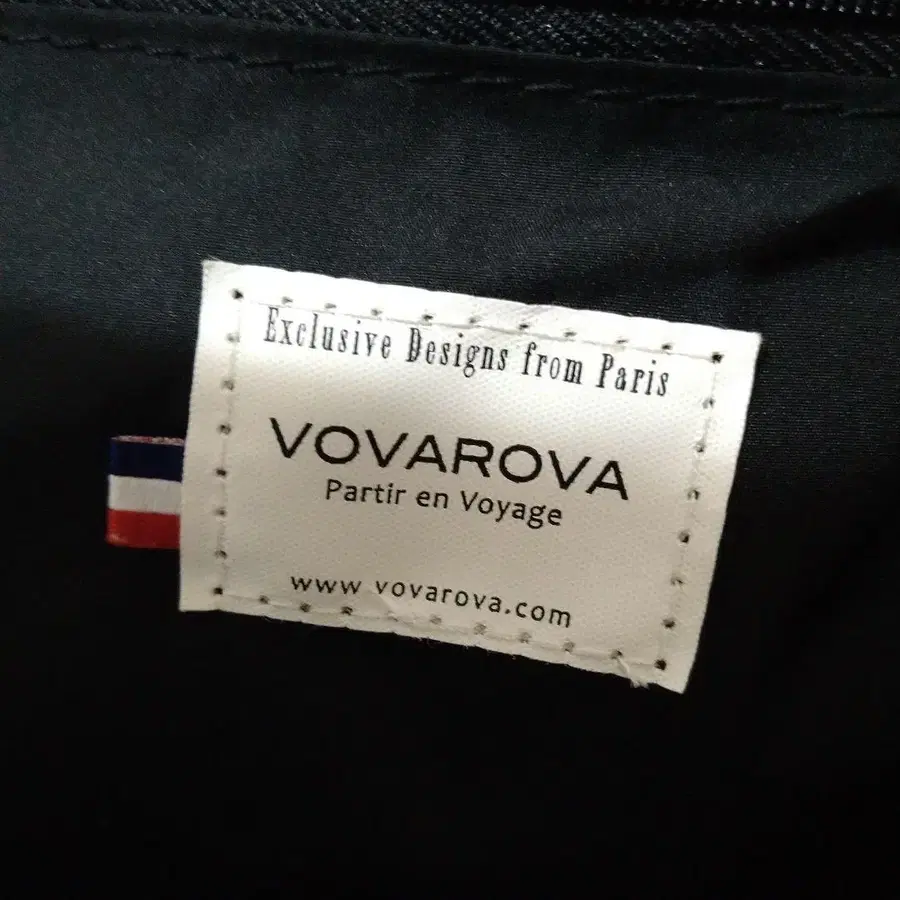 Exclusive Designs from Paris
VOVAROVA
Partir en Voyage
www vovarova.com